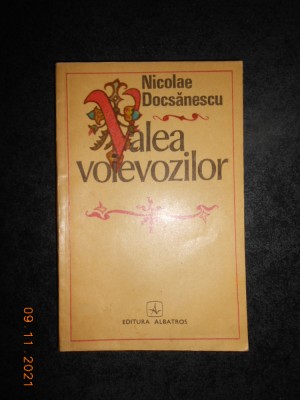 Nicolae
Docsănescu
Valea
voievozilor
EDITURA ALBATROS
09.11.2021